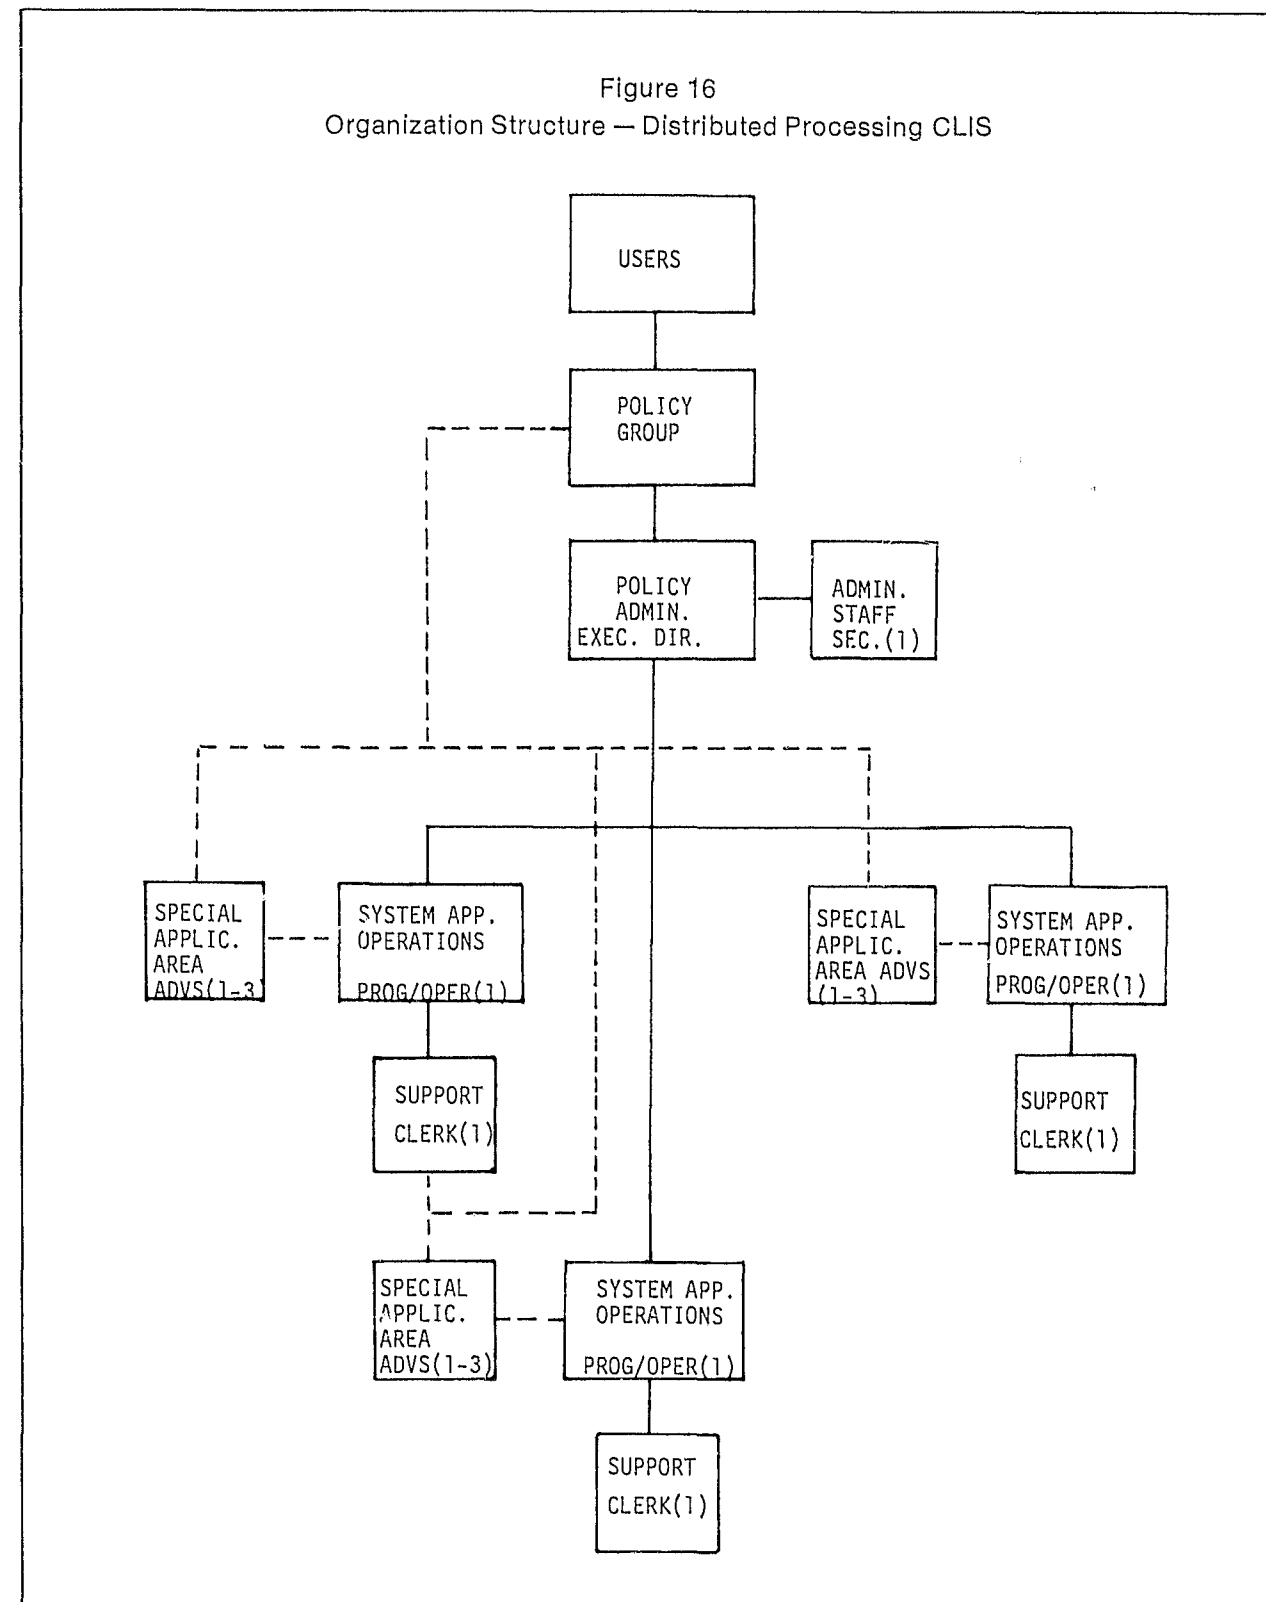 Figure 16
Organization Structure — Distributed Processing CLIS
USERS
POLICY
GROUP
POLICY
ADMIN.
EXEC. DIR.
ADMIN.
STAFF
SEC.(1)
SPECIAL
APPLIC.
AREA
ADVS(1-3)
SYSTEM APP.
OPERATIONS
PROG/OPER(1)
SPECIAL
APPLIC.
AREA ADVS
(1-3)
SYSTEM APP.
OPERATIONS
PROG/OPER(1)
SUPPORT
CLERK(1)
SUPPORT
CLERK(1)
SPECIAL
APPLIC.
AREA
ADVS(1-3)
SYSTEM APP.
OPERATIONS
PROG/OPER(1)
SUPPORT
CLERK(1)